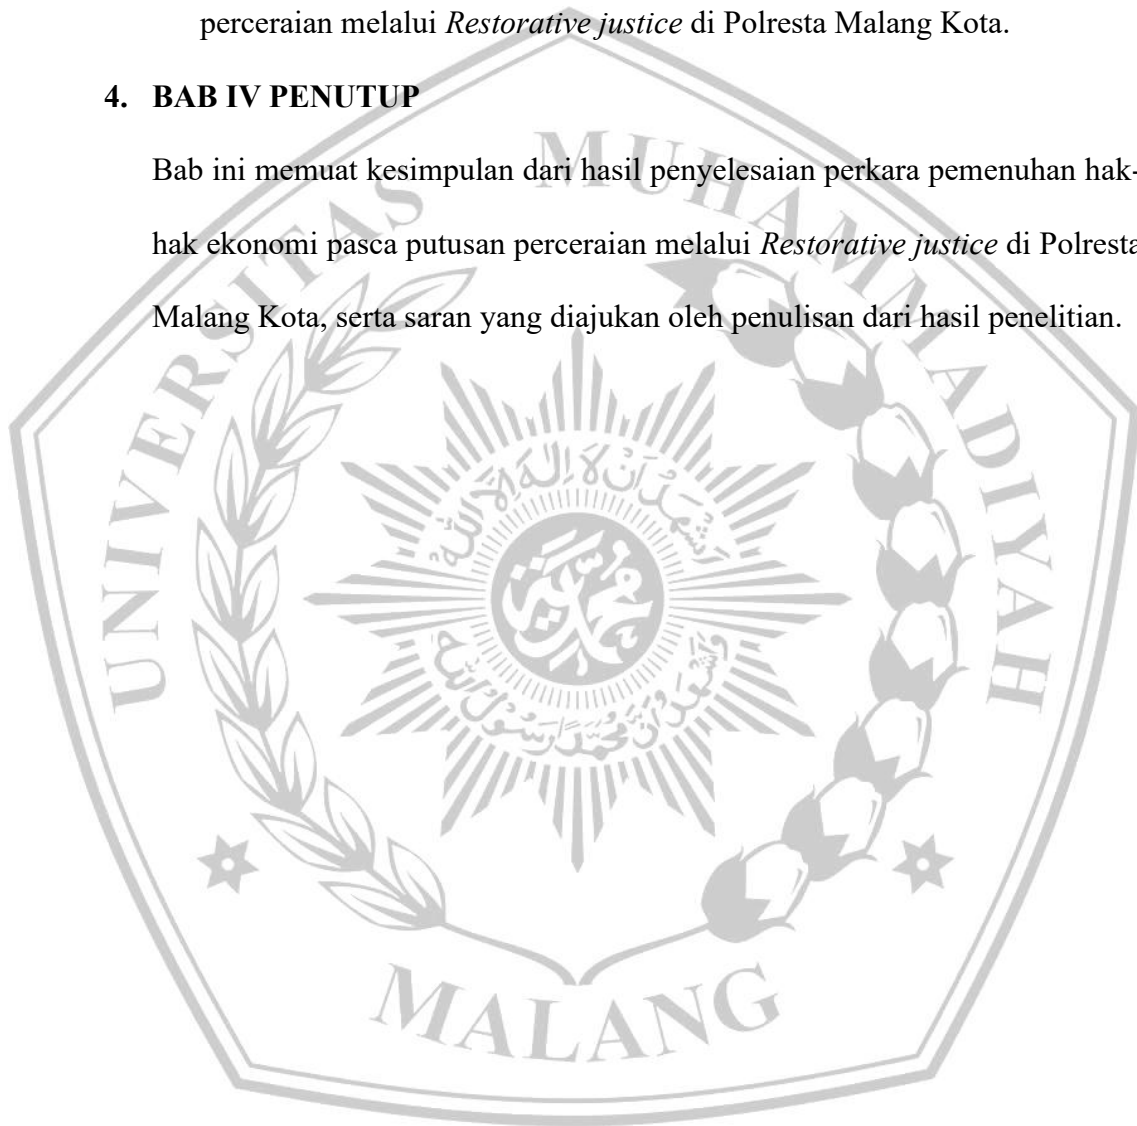 perceraian melalui Restorative justice di Polresta Malang Kota.
4. BAB IV PENUTUP
Bab ini memuat kesimpulan dari hasil penyelesaian perkara pemenuhan hak-
hak ekonomi pasca putusan perceraian melalui Restorative justice di Polresta
Malang Kota, serta saran yang diajukan oleh penulisan dari hasil penelitian.
UNIVERSITAS MUHAMMADIYAH
MALANG